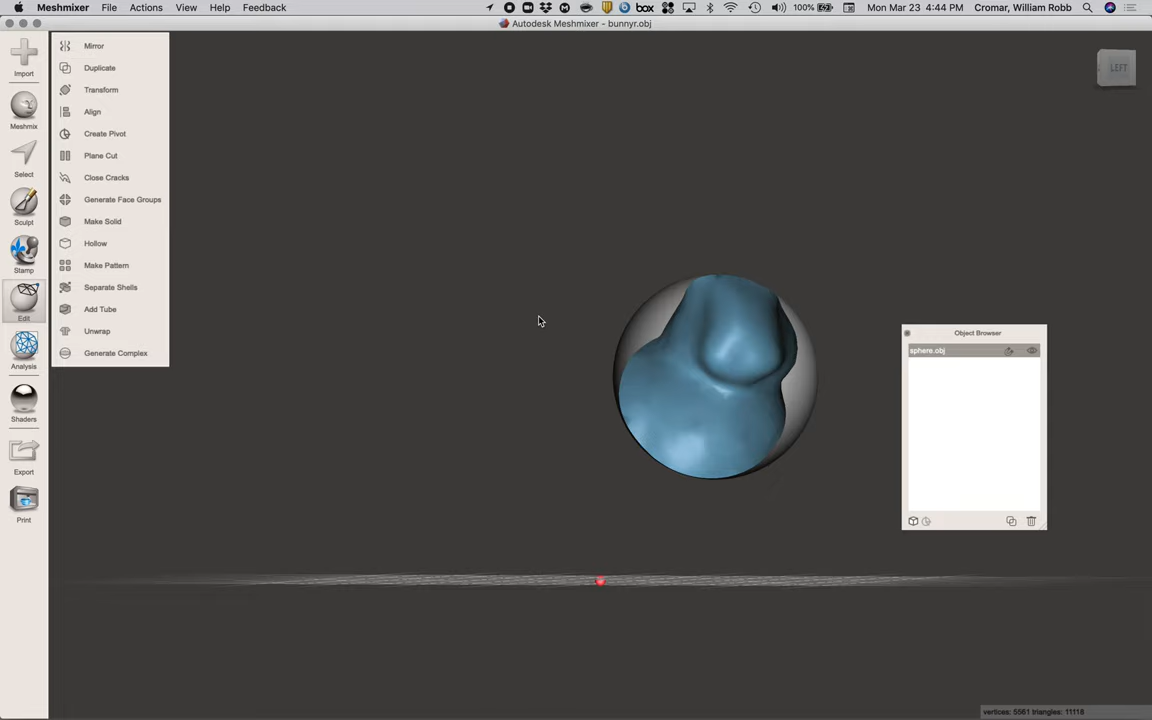 Meshmixer File Actions View Help Feedback
box 100% Mon Mar 23 4:44 PM Cromar, William Robb
Autodesk Meshmixer - bunnyr.obj
Import
Meshmix
Select
Sculpt
Stamp
Edit
Analysis
Shaders
Export
Print
Mirror
Duplicate
Transform
Align
Create Pivot
Plane Cut
Close Cracks
Generate Face Groups
Make Solid
Hollow
Make Pattern
Separate Shells
Add Tube
Unwrap
Generate Complex
LEFT
Object Browser
sphere.obj
vertices: 5561 triangles: 11118